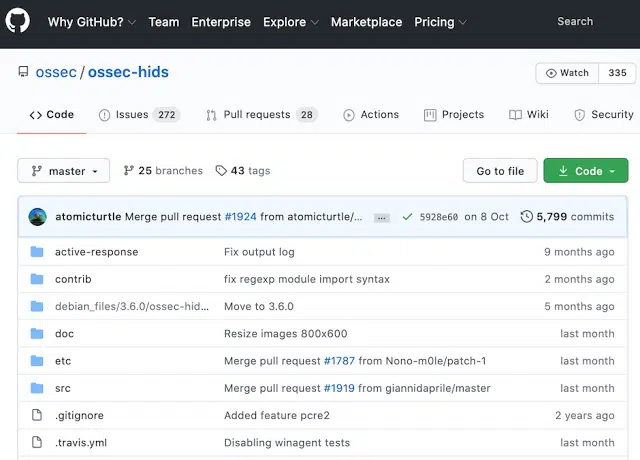 Why GitHub? Team Enterprise Explore Marketplace Pricing Search
ossec / ossec-hids Watch 335
Code Issues 272 Pull requests 28 Actions Projects Wiki Security
master 25 branches 43 tags Go to file Code
atomicturtle Merge pull request #1924 from atomicturtle/... ... 5928e60 on 8 Oct 5,799 commits
active-response Fix output log 9 months ago
contrib fix regexp module import syntax 2 months ago
debian_files/3.6.0/ossec-hid... Move to 3.6.0 5 months ago
doc Resize images 800x600 last month
etc Merge pull request #1787 from Nono-m0le/patch-1 last month
src Merge pull request #1919 from giannidaprile/master last month
.gitignore Added feature pcre2 2 years ago
.travis.yml Disabling winagent tests last month